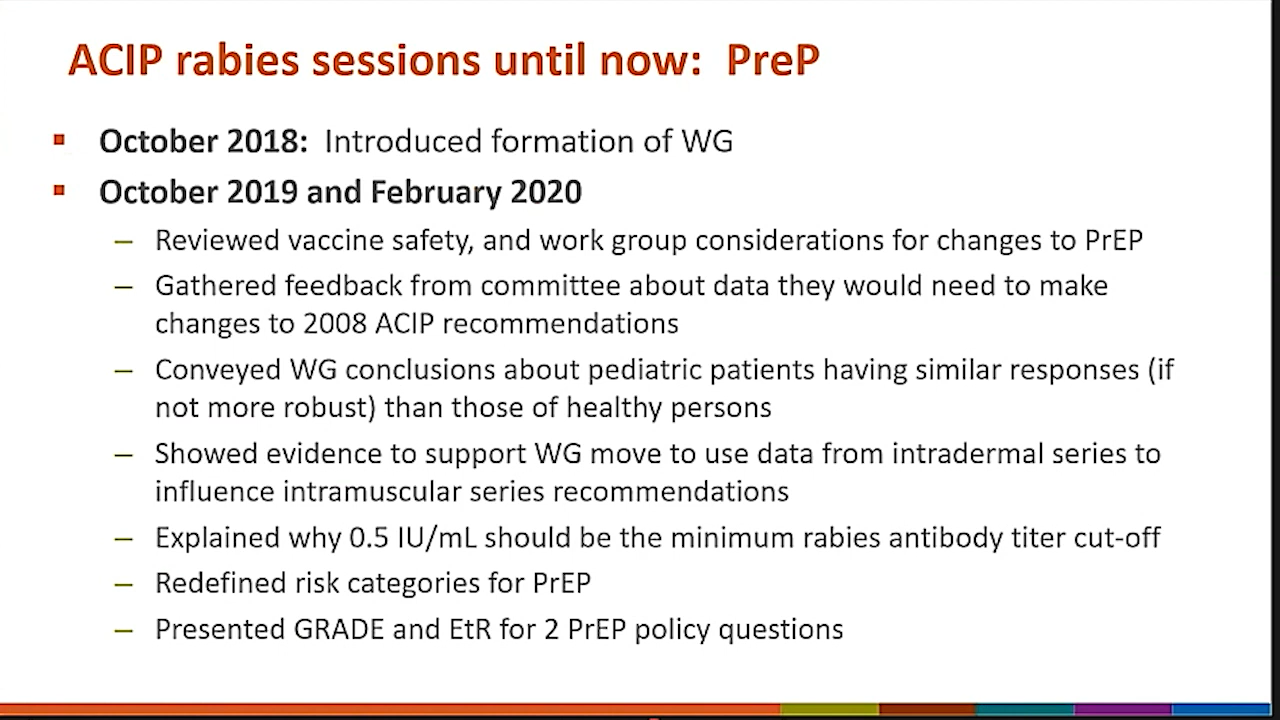 ACIP rabies sessions until now: PreP
▪ October 2018: Introduced formation of WG
▪ October 2019 and February 2020
– Reviewed vaccine safety, and work group considerations for changes to PrEP
– Gathered feedback from committee about data they would need to make
changes to 2008 ACIP recommendations
– Conveyed WG conclusions about pediatric patients having similar responses (if
not more robust) than those of healthy persons
– Showed evidence to support WG move to use data from intradermal series to
influence intramuscular series recommendations
– Explained why 0.5 IU/mL should be the minimum rabies antibody titer cut-off
– Redefined risk categories for PrEP
– Presented GRADE and EtR for 2 PrEP policy questions